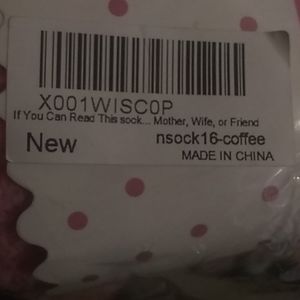 X001WISC0P
If You Can Read This sock... Mother, Wife, or Friend
New
nsock16-coffee
MADE IN CHINA